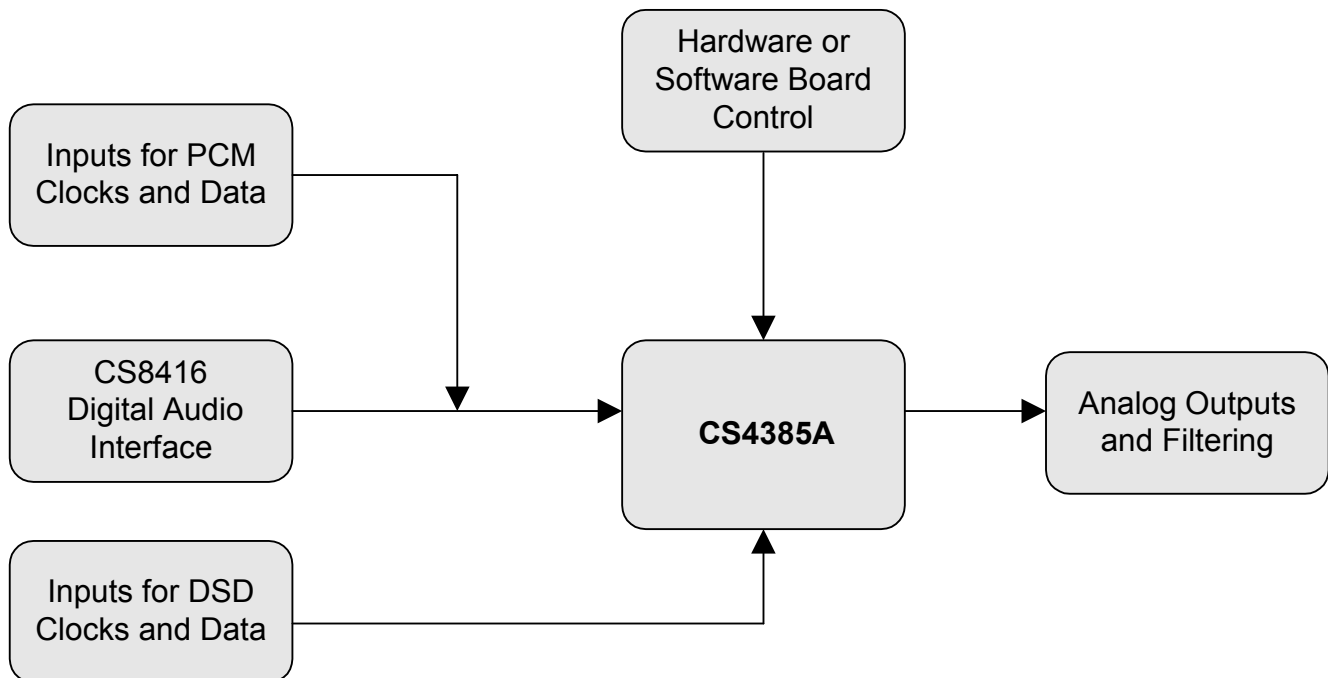 Hardware or
Software Board
Control
Inputs for PCM
Clocks and Data
CS8416
Digital Audio
Interface
CS4385A
Analog Outputs
and Filtering
Inputs for DSD
Clocks and Data